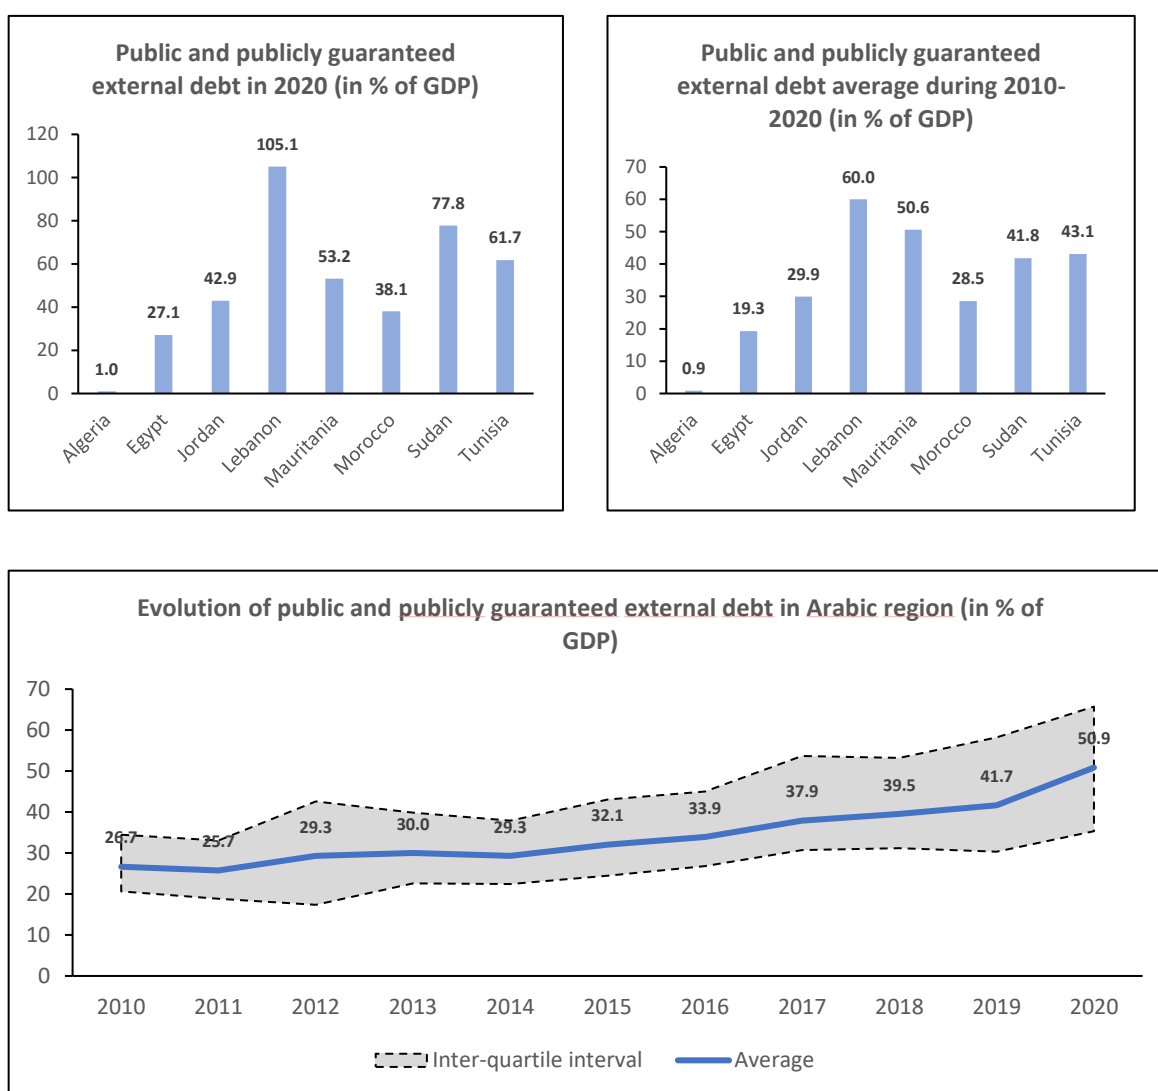 Public and publicly guaranteed
external debt in 2020 (in % of GDP)
120
100
80
60
40
20
0
1.0
27.1
42.9
105.1
53.2
38.1
77.8
61.7
Algeria
Egypt
Jordan
Lebanon
Mauritania
Morocco
Sudan
Tunisia
Public and publicly guaranteed
external debt average during 2010-
2020 (in % of GDP)
70
60
50
40
30
20
10
0
0.9
19.3
29.9
60.0
50.6
28.5
41.8
43.1
Algeria
Egypt
Jordan
Lebanon
Mauritania
Morocco
Sudan
Tunisia
Evolution of public and publicly guaranteed external debt in Arabic region (in % of
GDP)
70
60
50
40
30
20
10
0
26.7
25.7
29.3
30.0
29.3
32.1
33.9
37.9
39.5
41.7
50.9
2010
2011
2012
2013
2014
2015
2016
2017
2018
2019
2020
Inter-quartile interval
Average